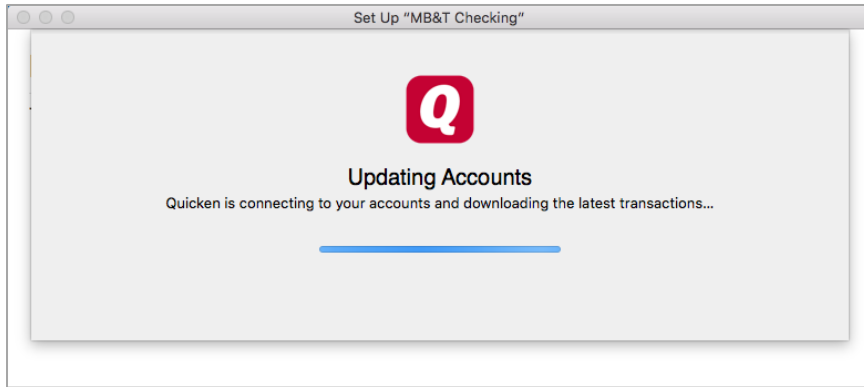 Set Up “MB&T Checking”
Q
Updating Accounts
Quicken is connecting to your accounts and downloading the latest transactions...